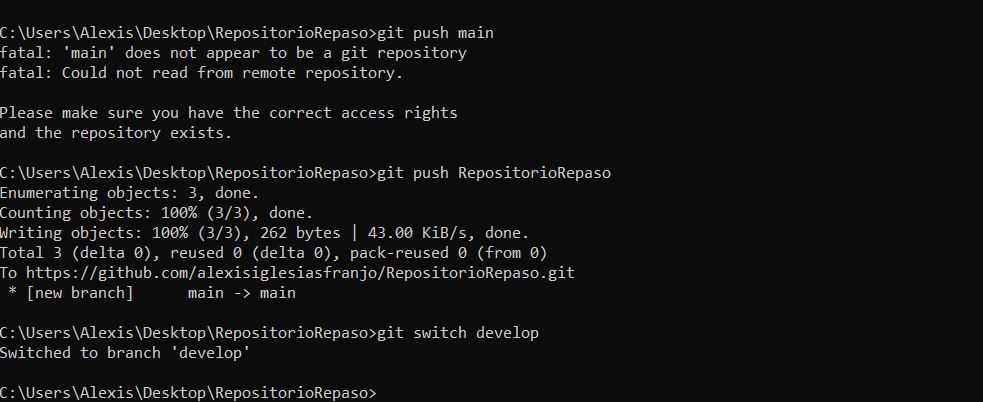 C:\Users\Alexis\Desktop\RepositorioRepaso>git push main
fatal: 'main' does not appear to be a git repository
fatal: Could not read from remote repository.
Please make sure you have the correct access rights
and the repository exists.
C:\Users\Alexis\Desktop\RepositorioRepaso>git push RepositorioRepaso
Enumerating objects: 3, done.
Counting objects: 100% (3/3), done.
Writing objects: 100% (3/3), 262 bytes | 43.00 KiB/s, done.
Total 3 (delta 0), reused 0 (delta 0), pack-reused 0 (from 0)
To https://github.com/alexisiglesiasfranjo/RepositorioRepaso.git
 * [new branch]      main -> main
C:\Users\Alexis\Desktop\RepositorioRepaso>git switch develop
Switched to branch 'develop'
C:\Users\Alexis\Desktop\RepositorioRepaso>